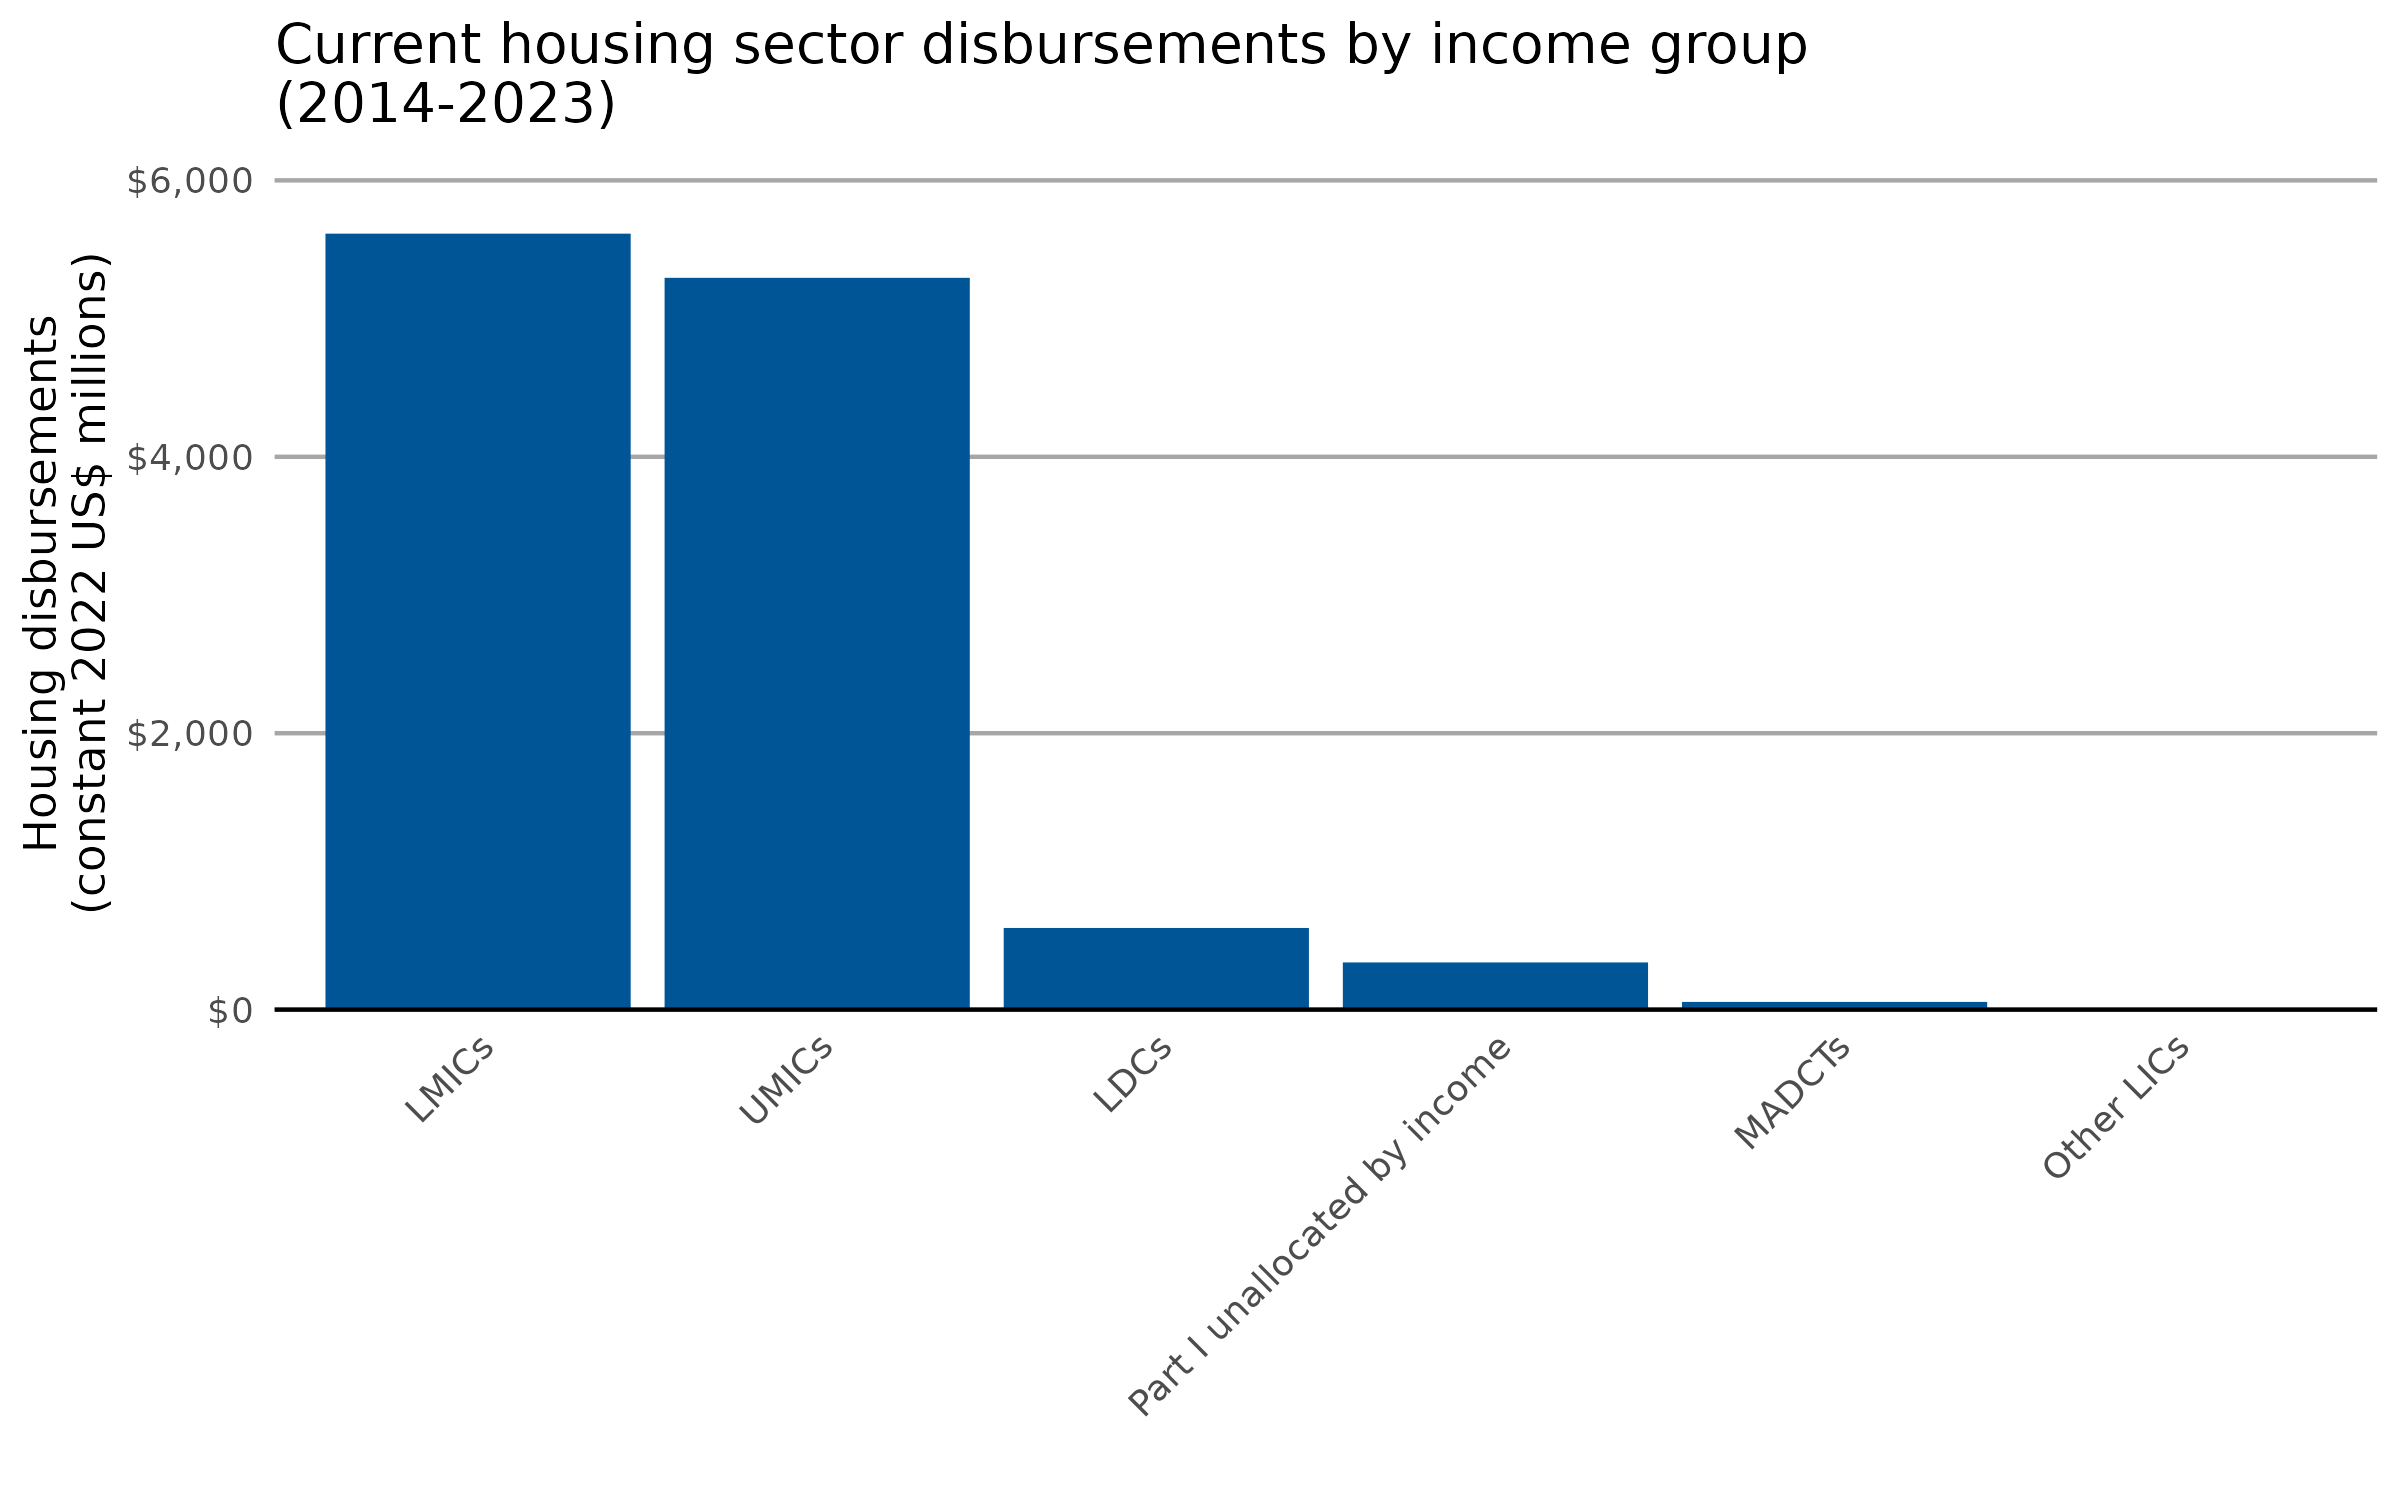 Current housing sector disbursements by income group
(2014-2023)
Housing disbursements
(constant 2022 US$ millions)
$6,000
$4,000
$2,000
$0
LMICs
UMICs
LDCs
Part I unallocated by income
MADCTs
Other LICs